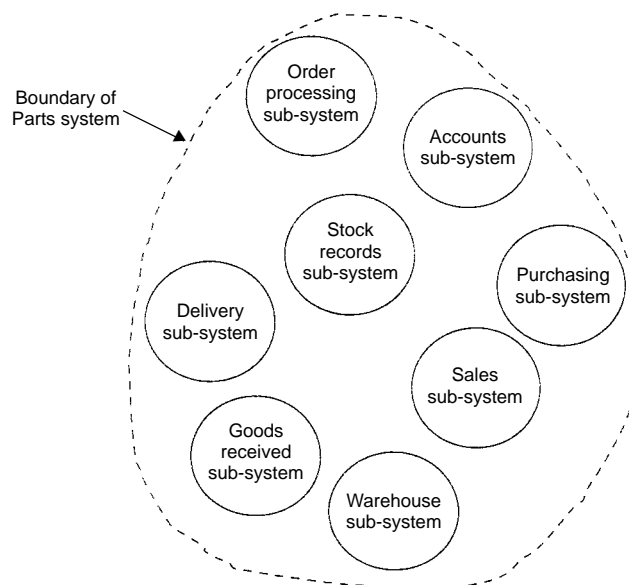 Order
processing
sub-system
Boundary of
Parts system
Accounts
sub-system
Stock
records
sub-system
Purchasing
sub-system
Delivery
sub-system
Sales
sub-system
Goods
received
sub-system
Warehouse
sub-system